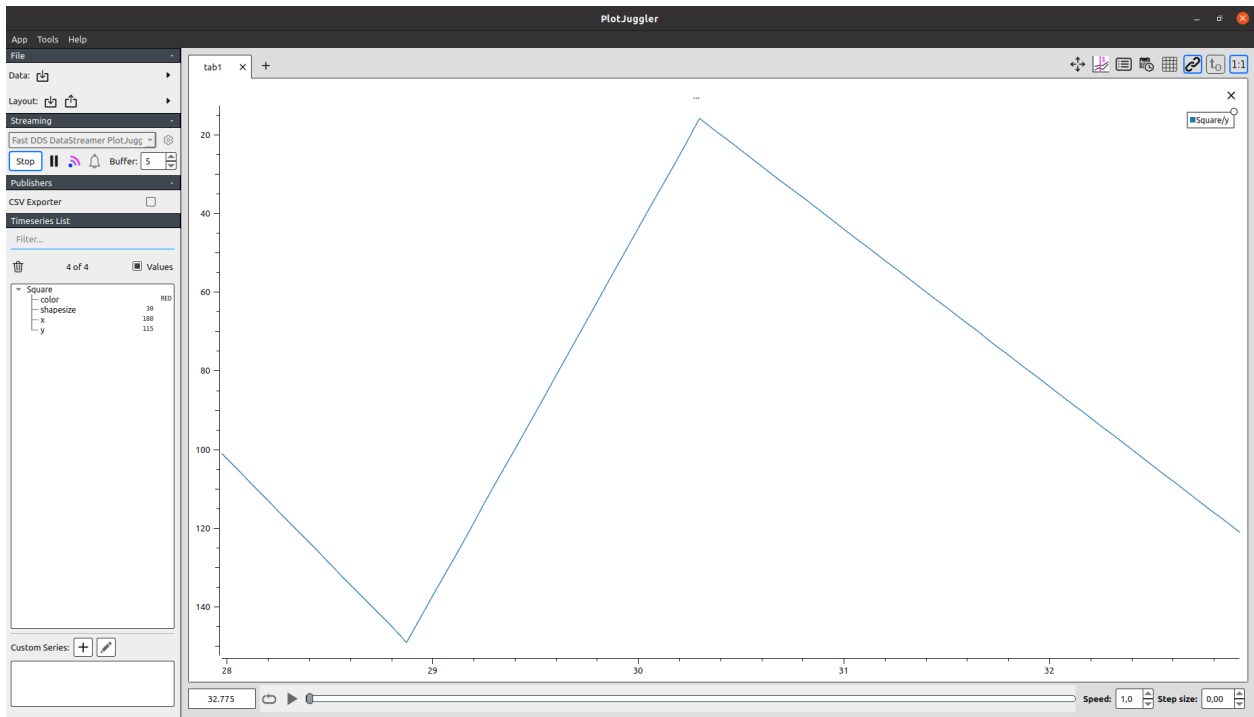 PlotJuggler
App Tools Help
File -
Data:
Layout:
Streaming -
Fast DDS DataStreamer PlotJugg
Stop Buffer: 5
Publishers -
CSV Exporter
Timeseries List
Filter...
4 of 4 Values
Square
color RED
shapesize 30
x 180
y 115
Custom Series:
tab1 X +
t0 1:1
...
Square/y
20
40
60
80
100
120
140
28 29 30 31 32
32.775 Speed: 1,0 Step size: 0,00